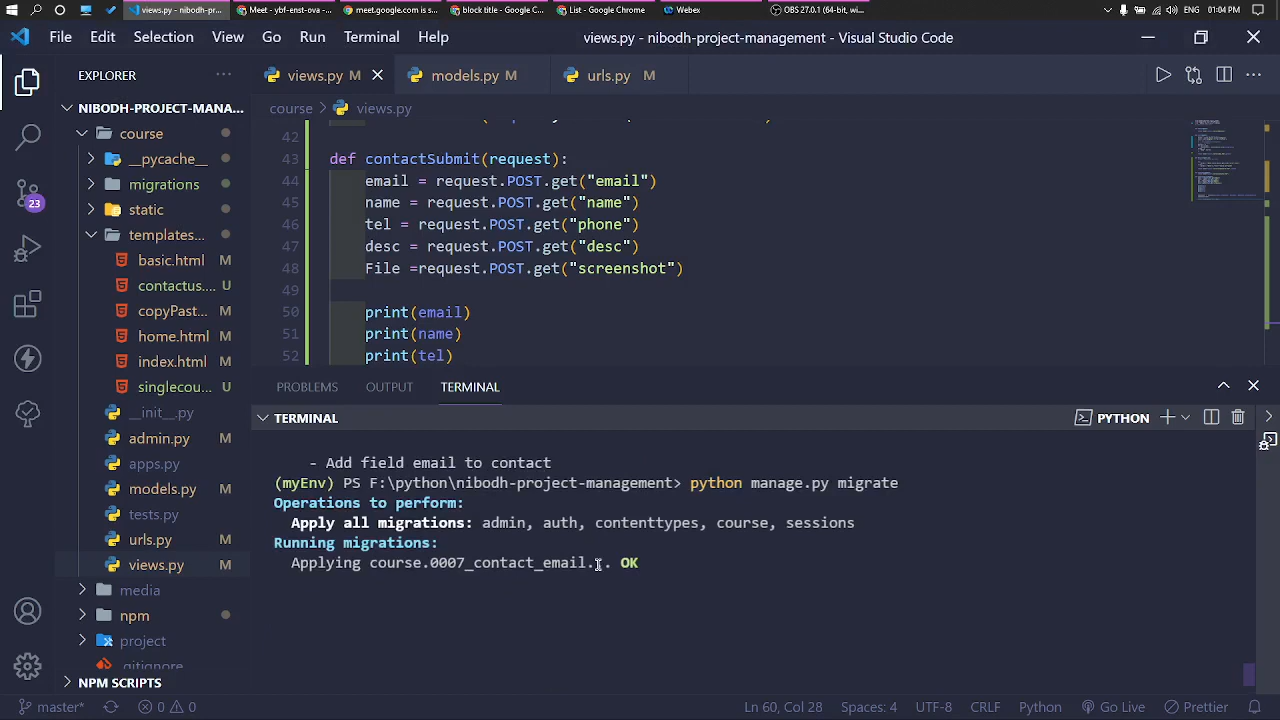 views.py - nibodh-pr...
Meet - ybf-enst-ova ...
meet.google.com is s...
block title - Google C...
List - Google Chrome
Webex
OBS 27.0.1 (64-bit, w...
ENG
01:04 PM
File Edit Selection View Go Run Terminal Help
views.py - nibodh-project-management - Visual Studio Code
EXPLORER
views.py M
models.py M
urls.py M
NIBODH-PROJECT-MANA...
course > views.py
course
__pycache__
migrations
static
templates...
basic.html M
contactus.... U
copyPast... M
home.html M
index.html M
singlecou... U
__init__.py
admin.py M
apps.py
models.py M
tests.py
urls.py M
views.py M
media
npm
project
.gitignore
NPM SCRIPTS
23
42
43 def contactSubmit(request):
44 email = request.POST.get("email")
45 name = request.POST.get("name")
46 tel = request.POST.get("phone")
47 desc = request.POST.get("desc")
48 File =request.POST.get("screenshot")
49
50 print(email)
51 print(name)
52 print(tel)
PROBLEMS OUTPUT TERMINAL
TERMINAL
PYTHON
- Add field email to contact
(myEnv) PS F:\python\nibodh-project-management> python manage.py migrate
Operations to perform:
Apply all migrations: admin, auth, contenttypes, course, sessions
Running migrations:
Applying course.0007_contact_email... OK
master* 0 0
Ln 60, Col 28
Spaces: 4
UTF-8
CRLF
Python
Go Live
Prettier